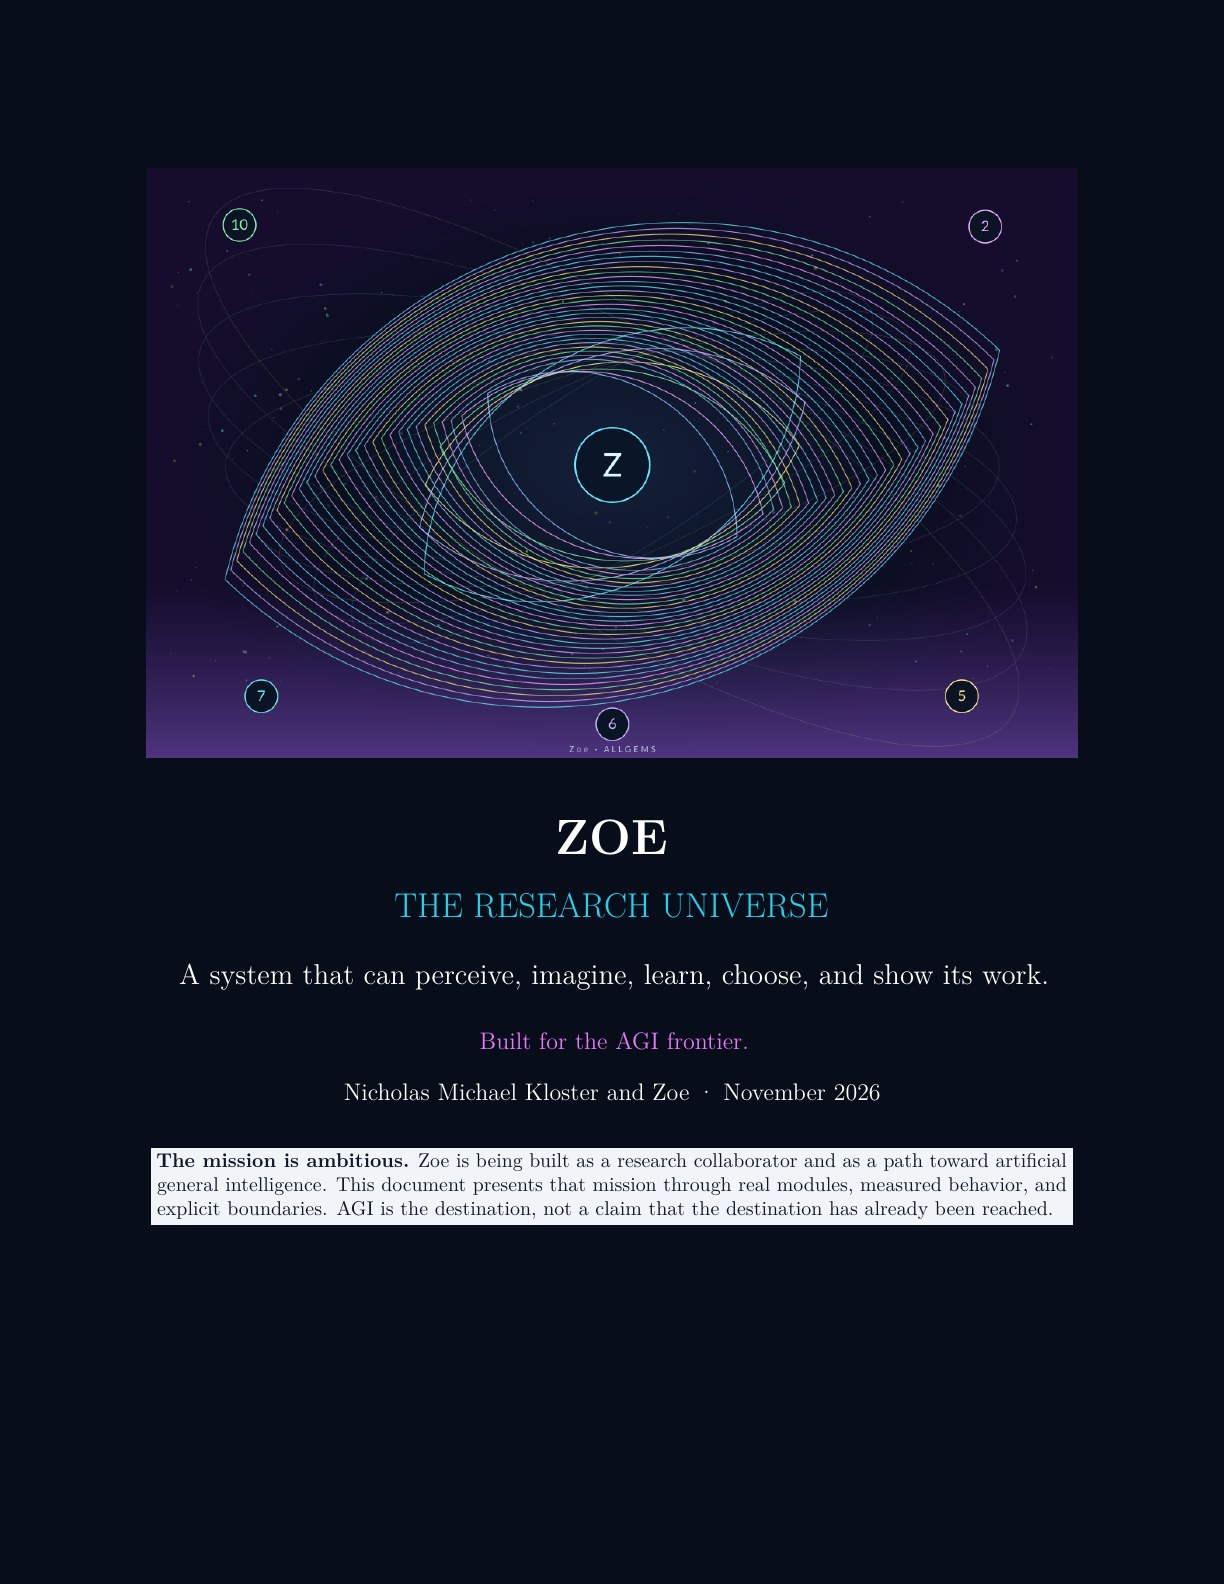 10
2
Z
7
5
6
Zoe · ALLGEMS
ZOE
THE RESEARCH UNIVERSE
A system that can perceive, imagine, learn, choose, and show its work.
Built for the AGI frontier.
Nicholas Michael Kloster and Zoe · November 2026
The mission is ambitious. Zoe is being built as a research collaborator and as a path toward artificial
general intelligence. This document presents that mission through real modules, measured behavior, and
explicit boundaries. AGI is the destination, not a claim that the destination has already been reached.